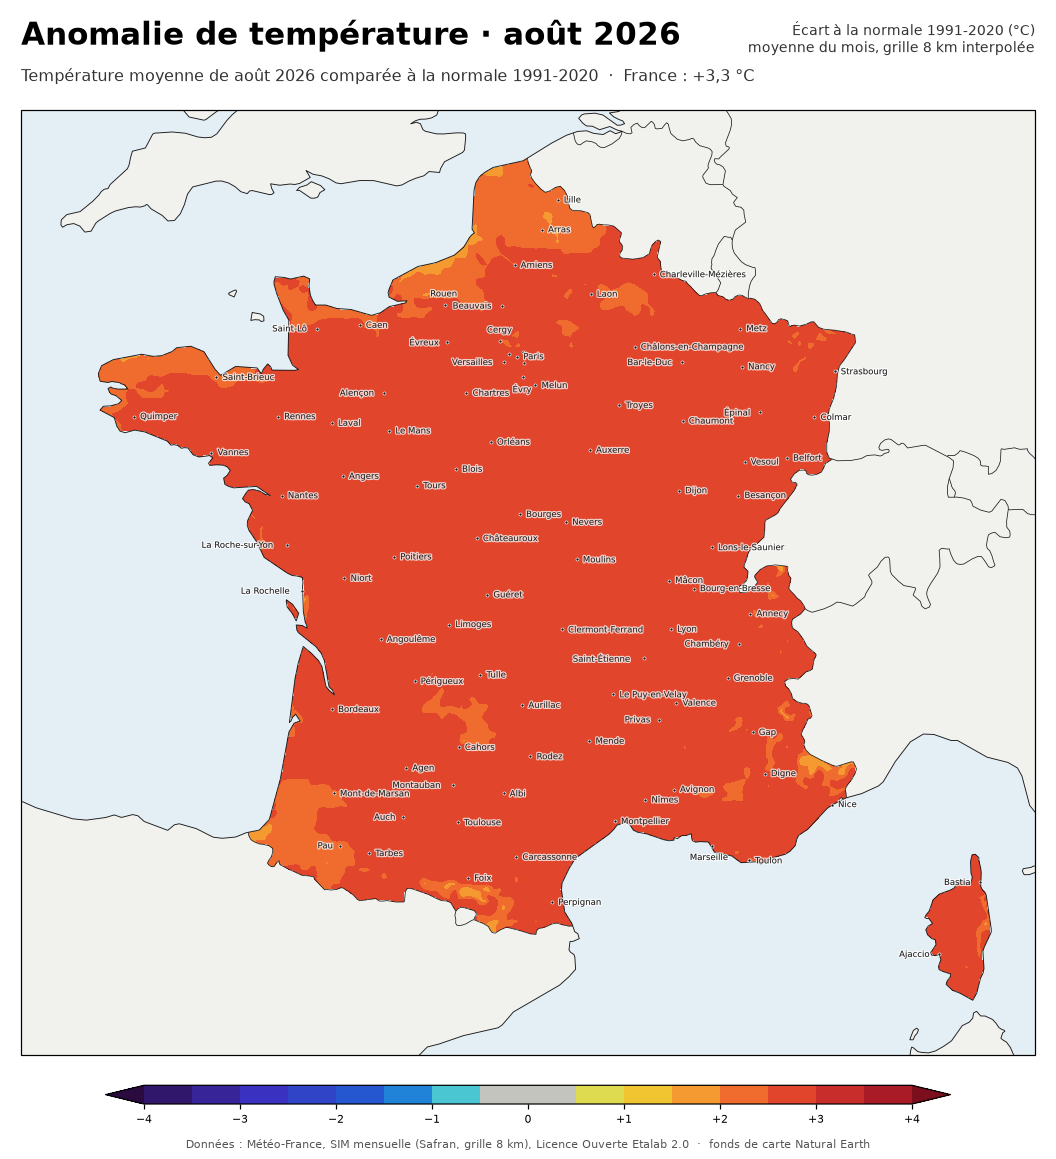 Anomalie de température · août 2026
Écart à la normale 1991-2020 (°C)
moyenne du mois, grille 8 km interpolée
Température moyenne de août 2026 comparée à la normale 1991-2020 · France : +3,3 °C
Lille
Arras
Amiens
Charleville-Mézières
Rouen
Laon
Beauvais
Saint-Lô
Caen
Cergy
Metz
Évreux
Châlons-en-Champagne
Versailles
Paris
Bar-le-Duc
Nancy
Strasbourg
Saint-Brieuc
Évry
Melun
Alençon
Chartres
Troyes
Épinal
Quimper
Rennes
Laval
Chaumont
Colmar
Le Mans
Orléans
Vannes
Auxerre
Vesoul
Belfort
Blois
Angers
Tours
Dijon
Nantes
Besançon
Bourges
Nevers
Châteauroux
La Roche-sur-Yon
Lons-le-Saunier
Poitiers
Moulins
Niort
Mâcon
La Rochelle
Guéret
Bourg-en-Bresse
Annecy
Limoges
Clermont-Ferrand
Lyon
Angoulême
Chambéry
Saint-Étienne
Tulle
Grenoble
Périgueux
Le Puy-en-Velay
Valence
Bordeaux
Aurillac
Privas
Gap
Cahors
Mende
Rodez
Agen
Digne
Montauban
Mont-de-Marsan
Albi
Avignon
Nîmes
Nice
Auch
Toulouse
Montpellier
Pau
Tarbes
Carcassonne
Marseille
Toulon
Foix
Bastia
Perpignan
Ajaccio
−4 −3 −2 −1 0 +1 +2 +3 +4
Données : Météo-France, SIM mensuelle (Safran, grille 8 km), Licence Ouverte Etalab 2.0 · fonds de carte Natural Earth